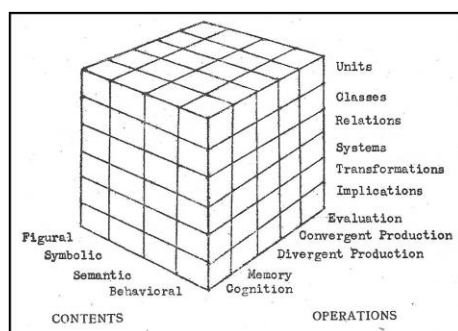 Units
Classes
Relations
Systems
Transformations
Implications
Evaluation
Convergent Production
Divergent Production
Memory
Cognition
Figural
Symbolic
Semantic
Behavioral
CONTENTS
OPERATIONS